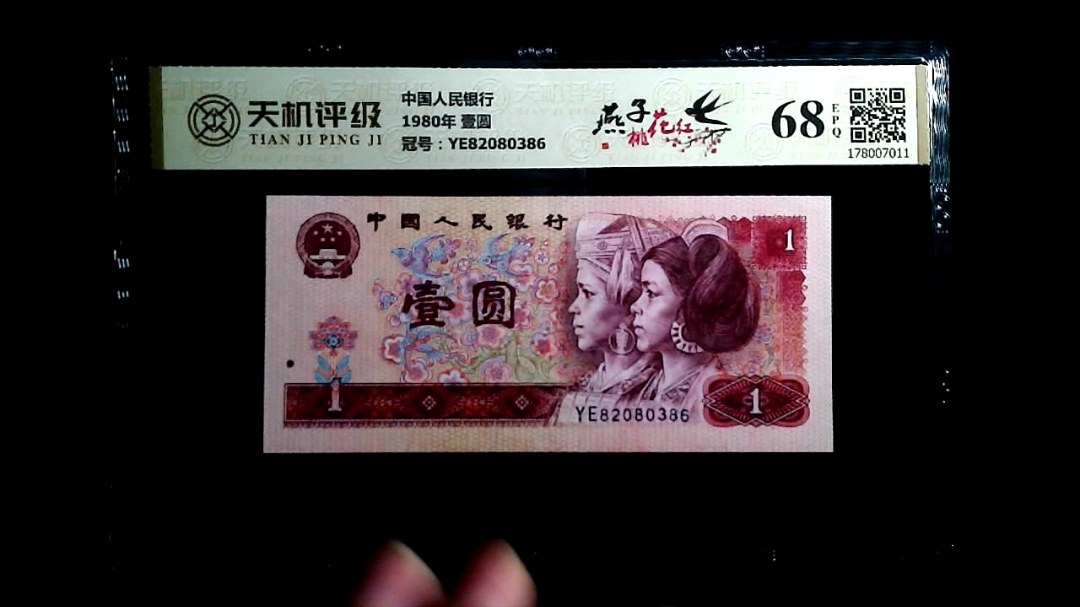 天机评级
TIAN JI PING JI
中国人民银行
1980年 壹圆
冠号：YE82080386
燕子
桃花红
68
EPQ
178007011
中国人民银行
1
壹圆
1
YE82080386
1